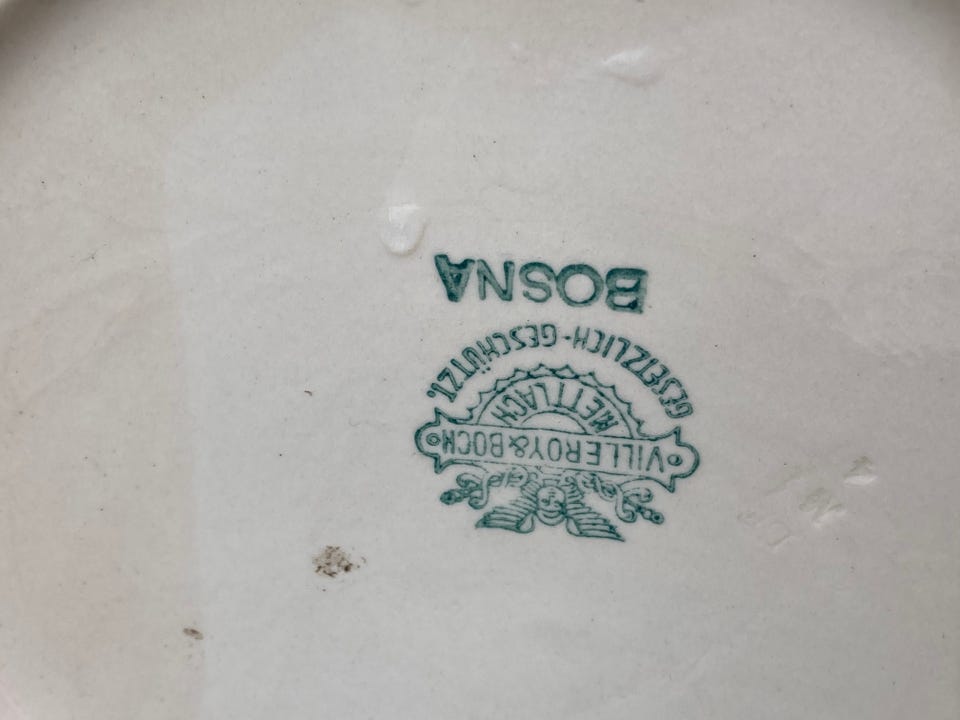 VILLEROY & BOCH
METTLACH
GESETZLICH-GESCHÜTZT.
BOSNA